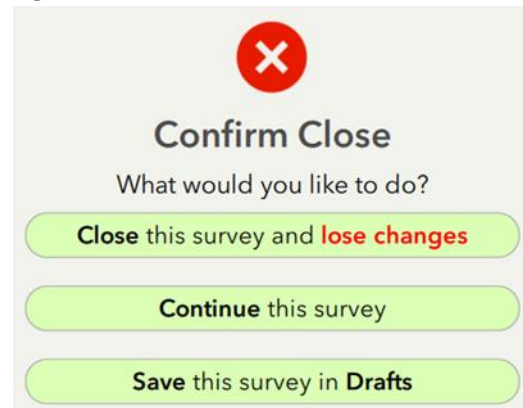 Confirm Close
What would you like to do?
Close this survey and lose changes
Continue this survey
Save this survey in Drafts